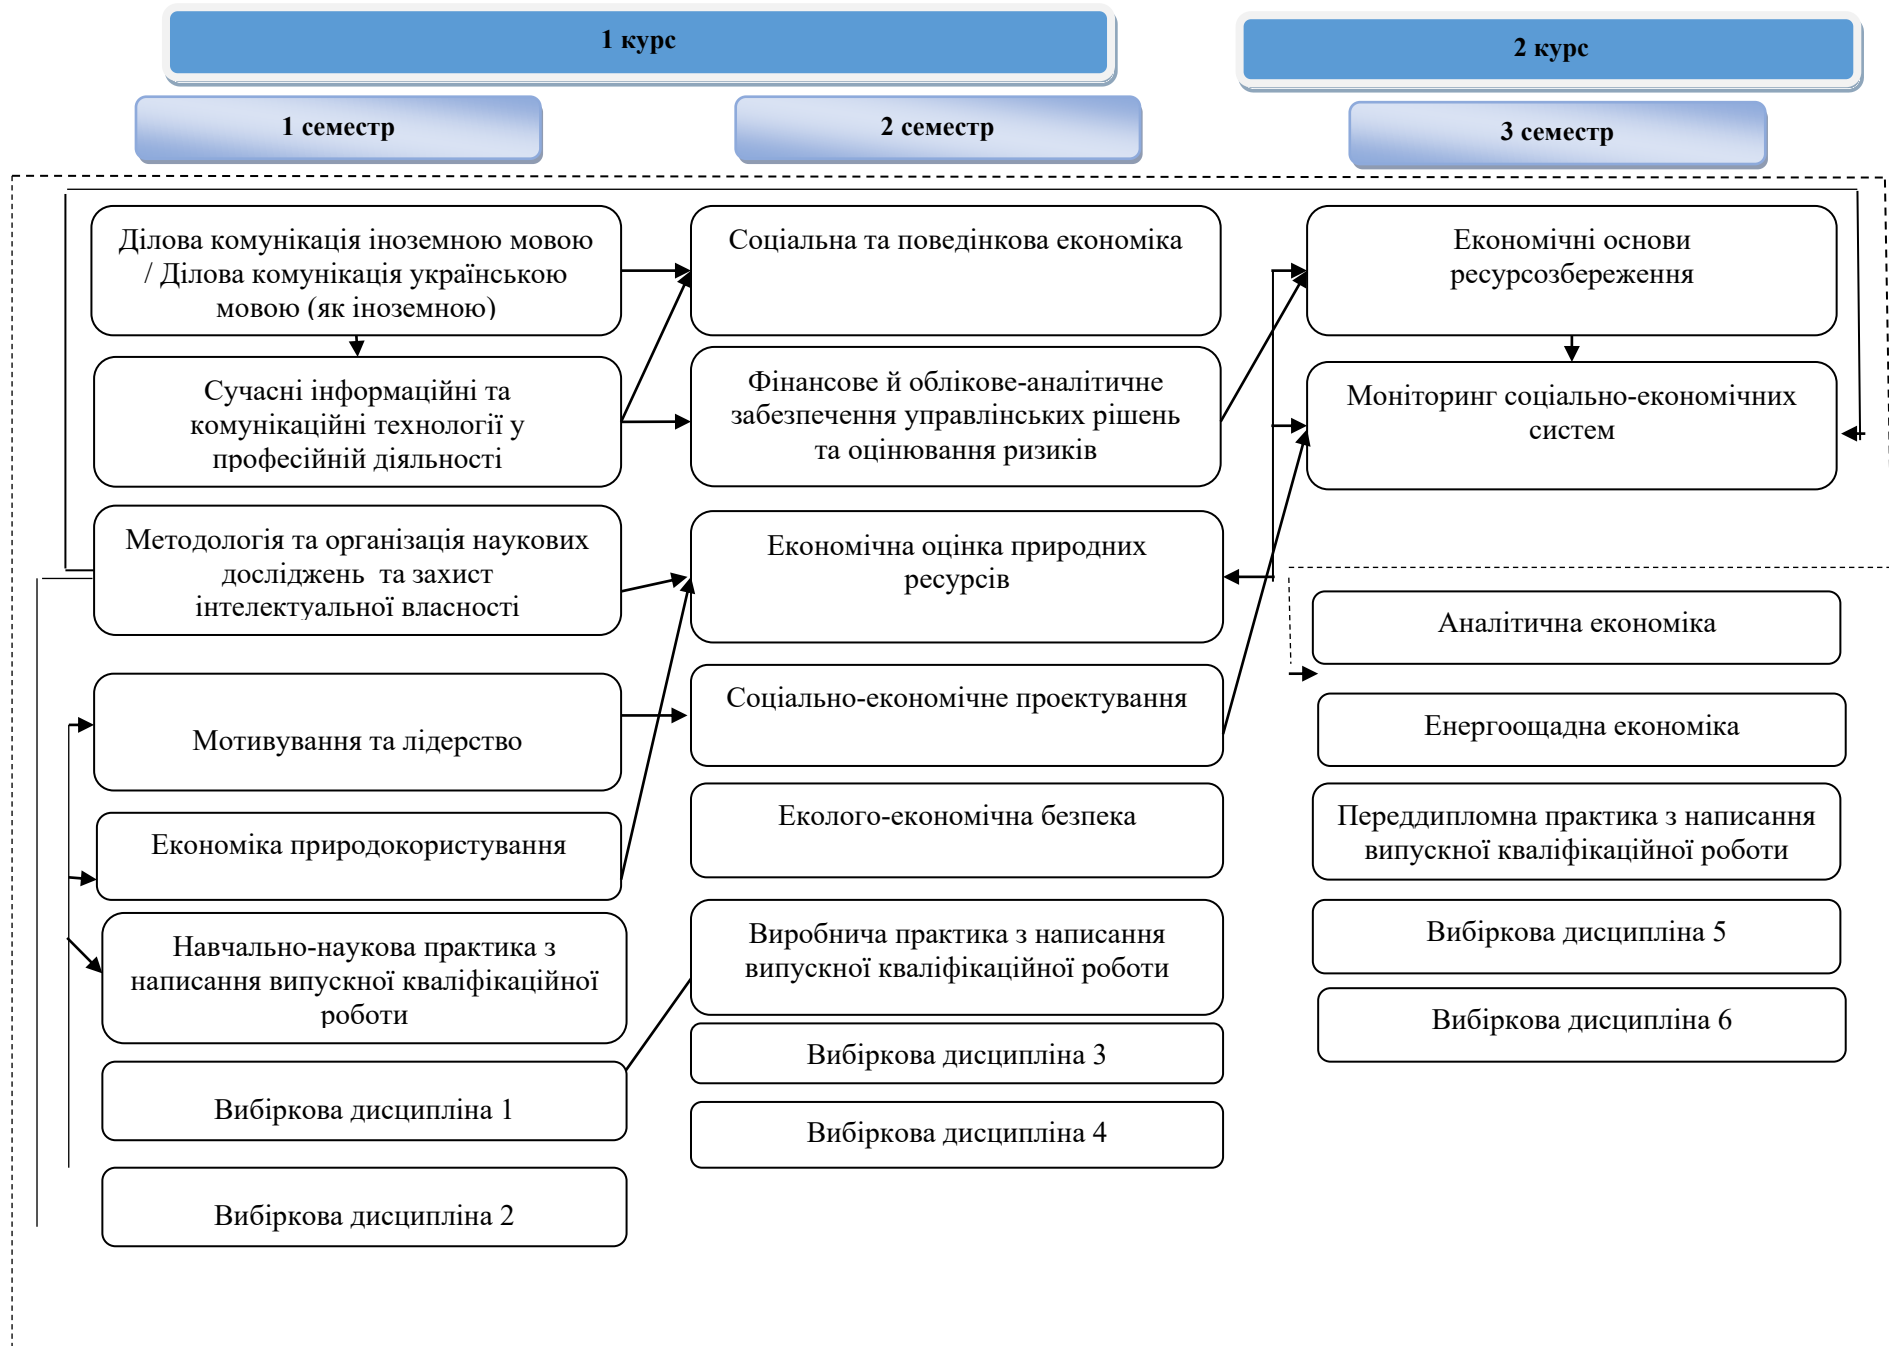 1 курс
2 курс
1 семестр
2 семестр
3 семестр
Ділова комунікація іноземною мовою
/ Ділова комунікація українською
мовою (як іноземною)
Сучасні інформаційні та
комунікаційні технології у
професійній діяльності
Методологія та організація наукових
досліджень та захист
інтелектуальної власності
Мотивування та лідерство
Економіка природокористування
Навчально-наукова практика з
написання випускної кваліфікаційної
роботи
Вибіркова дисципліна 1
Вибіркова дисципліна 2
Соціальна та поведінкова економіка
Фінансове й облікове-аналітичне
забезпечення управлінських рішень
та оцінювання ризиків
Економічна оцінка природних
ресурсів
Соціально-економічне проектування
Еколого-економічна безпека
Виробнича практика з написання
випускної кваліфікаційної роботи
Вибіркова дисципліна 3
Вибіркова дисципліна 4
Економічні основи
ресурсозбереження
Моніторинг соціально-економічних
систем
Аналітична економіка
Енергоощадна економіка
Переддипломна практика з написання
випускної кваліфікаційної роботи
Вибіркова дисципліна 5
Вибіркова дисципліна 6